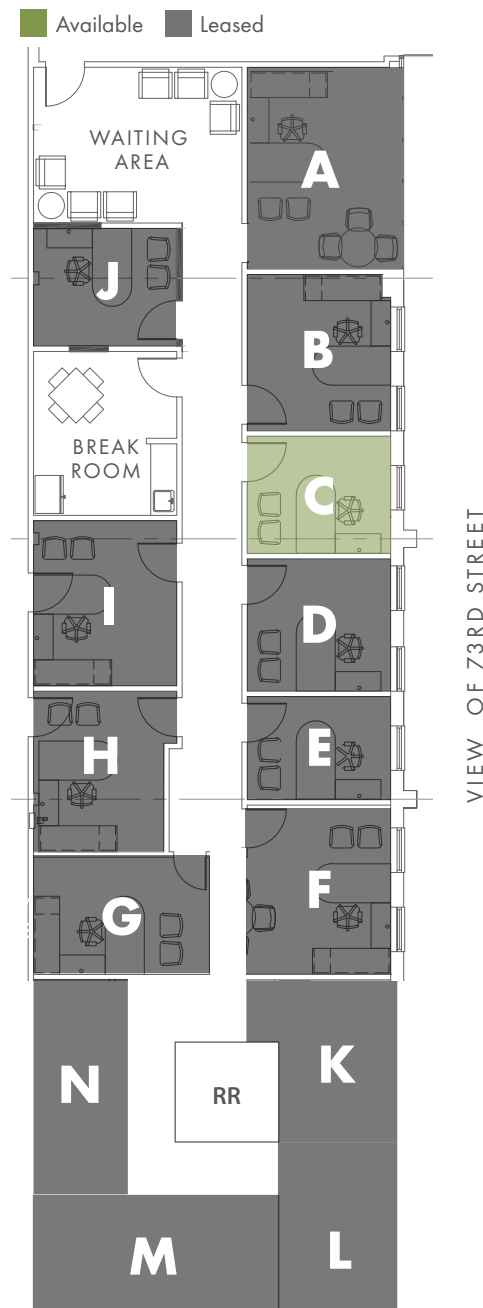 Available Leased
WAITING
AREA
A
J
B
BREAK
ROOM
C
VIEW OF 73RD STREET
I
D
H
E
G
F
N
K
RR
M
L